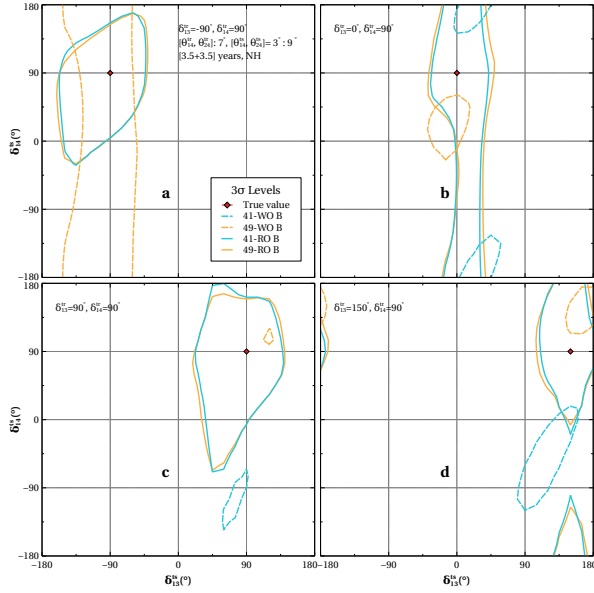 180
90
0
−90
−180
δ₁₄ᵗˢ(°)
δ₁₃ᵗʳ=-90°, δ₁₄ᵗʳ=90°
[θ₁₄ᵗʳ, θ₂₄ᵗʳ]: 7°, [θ₁₄ᵗˢ, θ₂₄ᵗˢ]= 3° : 9°
[3.5+3.5] years, NH
a
3σ Levels
True value
41-WO B
49-WO B
41-RO B
49-RO B
δ₁₃ᵗʳ=0°, δ₁₄ᵗʳ=90°
b
180
90
0
−90
−180
δ₁₄ᵗˢ(°)
δ₁₃ᵗʳ=90°, δ₁₄ᵗʳ=90°
c
−180 −90 0 90 180
δ₁₃ᵗˢ(°)
δ₁₃ᵗʳ=150°, δ₁₄ᵗʳ=90°
d
−90 0 90 180
δ₁₃ᵗˢ(°)